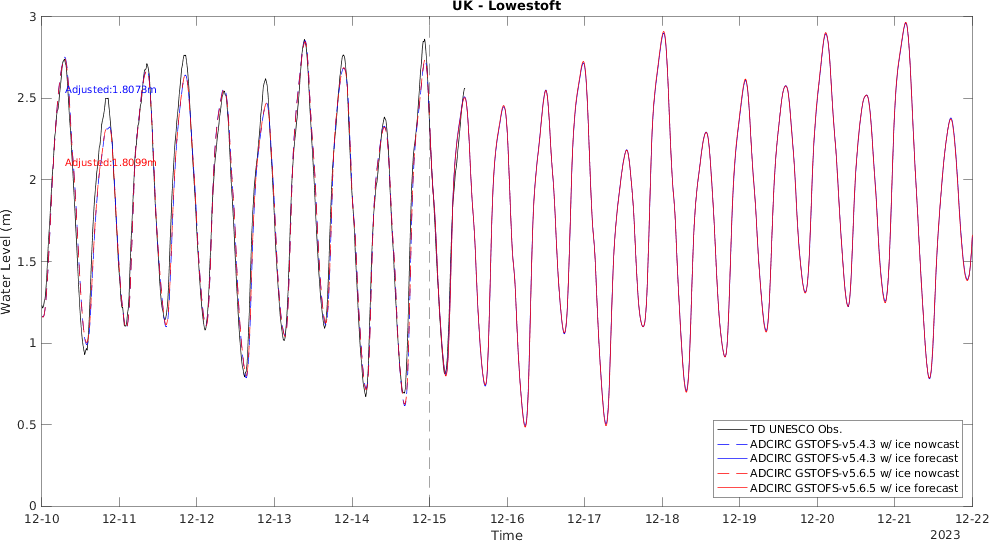 UK - Lowestoft
3
2.5
2
1.5
1
0.5
0
Water Level (m)
Adjusted:1.8073m
Adjusted:1.8099m
TD UNESCO Obs.
ADCIRC GSTOFS-v5.4.3 w/ ice nowcast
ADCIRC GSTOFS-v5.4.3 w/ ice forecast
ADCIRC GSTOFS-v5.6.5 w/ ice nowcast
ADCIRC GSTOFS-v5.6.5 w/ ice forecast
12-10 12-11 12-12 12-13 12-14 12-15 12-16 12-17 12-18 12-19 12-20 12-21 12-22
Time
2023